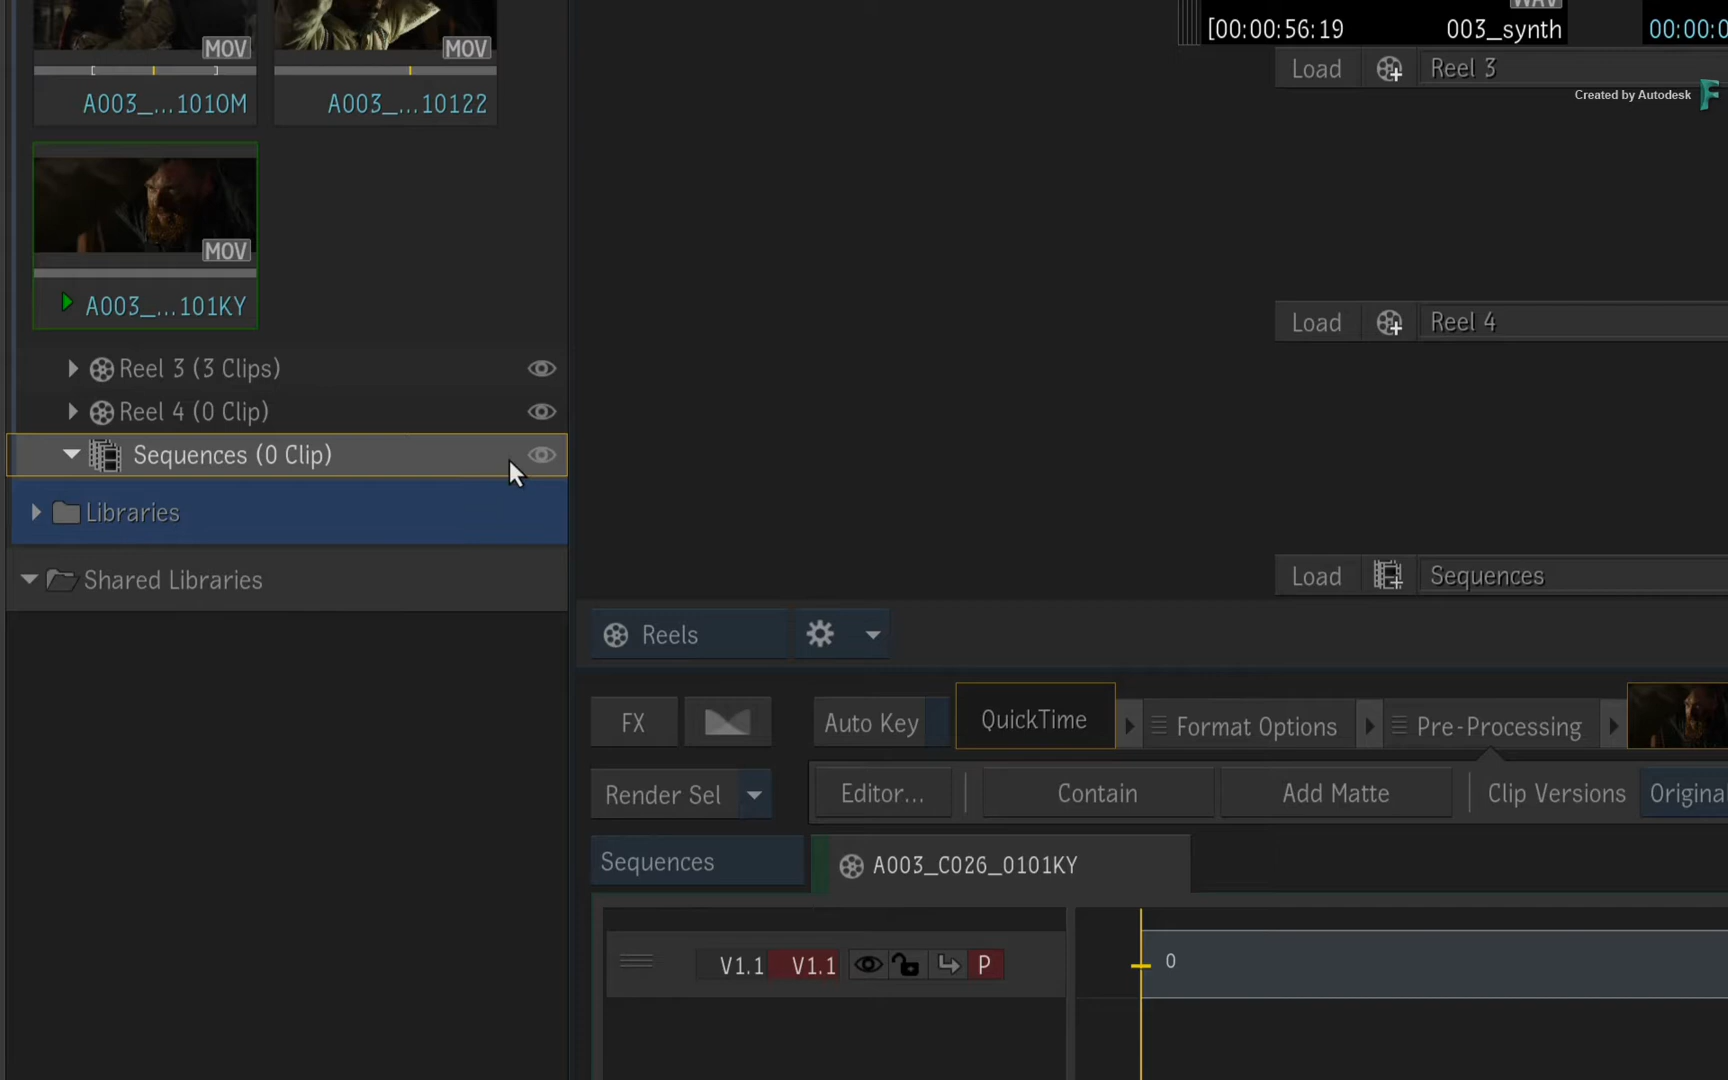 WAV
[00:00:56:19
003_synth
00:00:0
MOV
MOV
Load
Reel 3
Created by Autodesk
A003_...1010M
A003_...10122
MOV
A003_...101KY
Load
Reel 4
Reel 3 (3 Clips)
Reel 4 (0 Clip)
Sequences (0 Clip)
Libraries
Shared Libraries
Load
Sequences
Reels
FX
Auto Key
QuickTime
Format Options
Pre-Processing
Render Sel
Editor...
Contain
Add Matte
Clip Versions
Origina
Sequences
A003_C026_0101KY
V1.1
V1.1
P
0